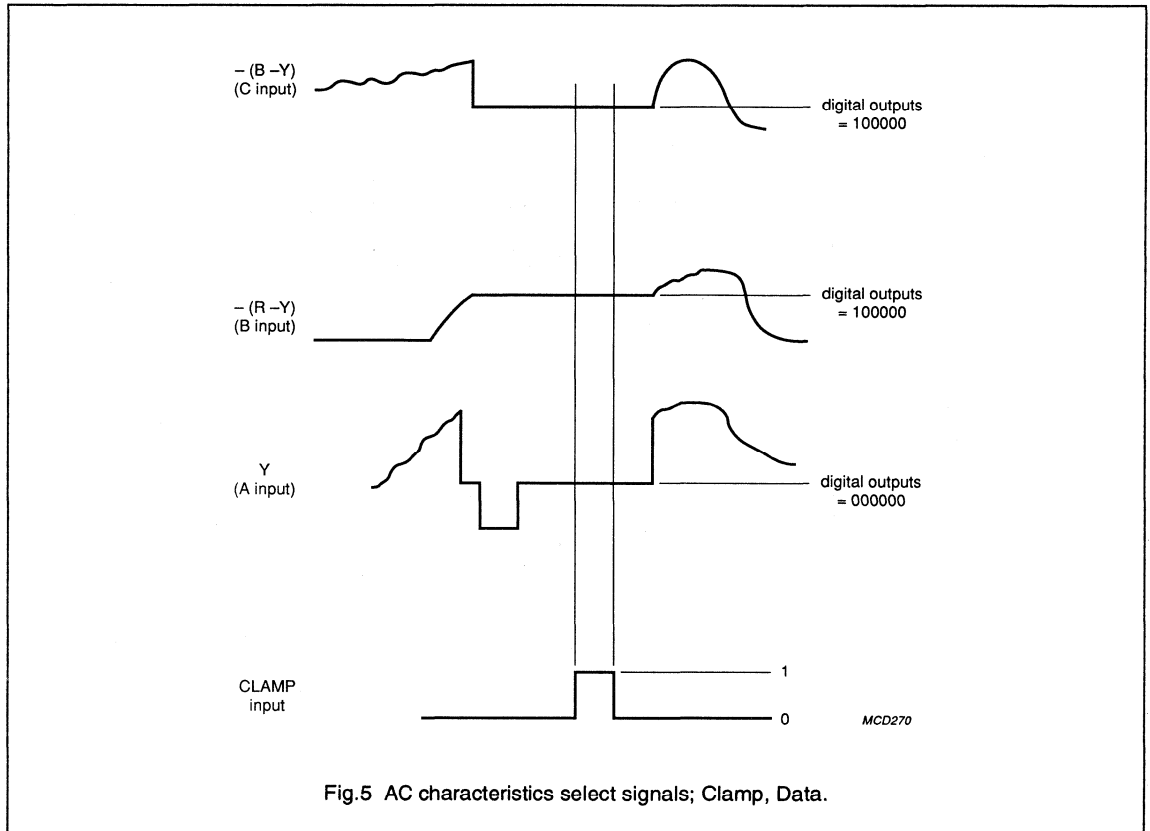 – (B –Y)
(C input)
digital outputs
= 100000
– (R –Y)
(B input)
digital outputs
= 100000
Y
(A input)
digital outputs
= 000000
CLAMP
input
1
0
MCD270
Fig.5 AC characteristics select signals; Clamp, Data.